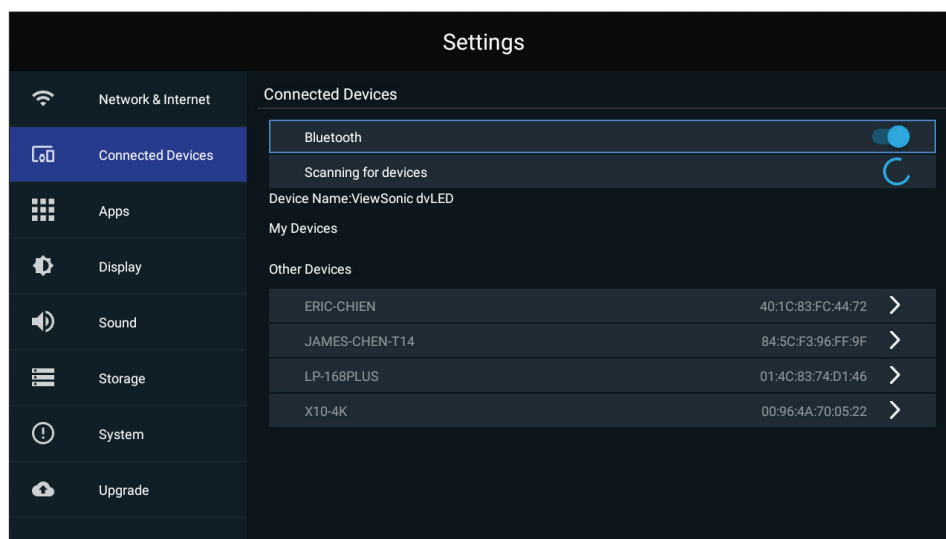 Settings
Network & Internet
Connected Devices
Apps
Display
Sound
Storage
System
Upgrade
Connected Devices
Bluetooth
Scanning for devices
Device Name:ViewSonic dvLED
My Devices
Other Devices
ERIC-CHIEN 40:1C:83:FC:44:72
JAMES-CHEN-T14 84:5C:F3:96:FF:9F
LP-168PLUS 01:4C:83:74:D1:46
X10-4K 00:96:4A:70:05:22